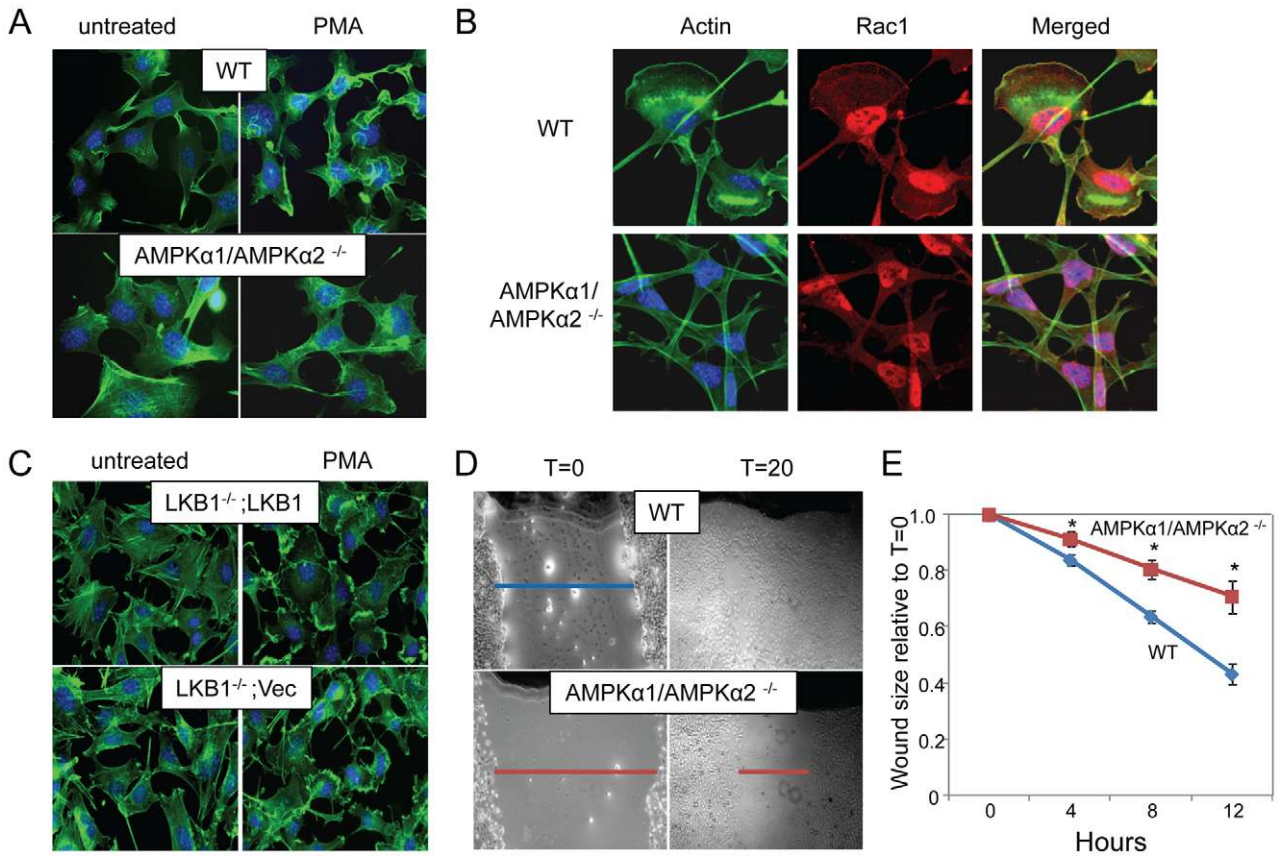 A
untreated
PMA
WT
AMPKα1/AMPKα2 -/-
B
Actin
Rac1
Merged
WT
AMPKα1/
AMPKα2 -/-
C
untreated
PMA
LKB1-/-;LKB1
LKB1-/-;Vec
D
T=0
T=20
WT
AMPKα1/AMPKα2 -/-
E
Wound size relative to T=0
1.0
0.8
0.6
0.4
0.2
0
* AMPKα1/AMPKα2 -/-
*
*
WT
0
4
8
12
Hours